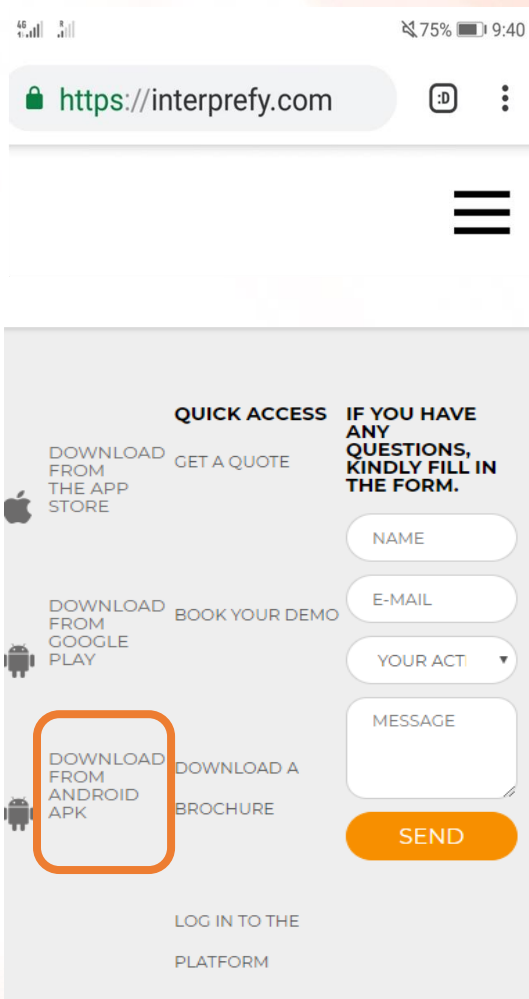 4G
R
75% 9:40
https://interprefy.com
:D
DOWNLOAD
FROM
THE APP
STORE
DOWNLOAD
FROM
GOOGLE
PLAY
DOWNLOAD
FROM
ANDROID
APK
QUICK ACCESS
GET A QUOTE
BOOK YOUR DEMO
DOWNLOAD A
BROCHURE
LOG IN TO THE
PLATFORM
IF YOU HAVE
ANY
QUESTIONS,
KINDLY FILL IN
THE FORM.
NAME
E-MAIL
YOUR ACTI
MESSAGE
SEND